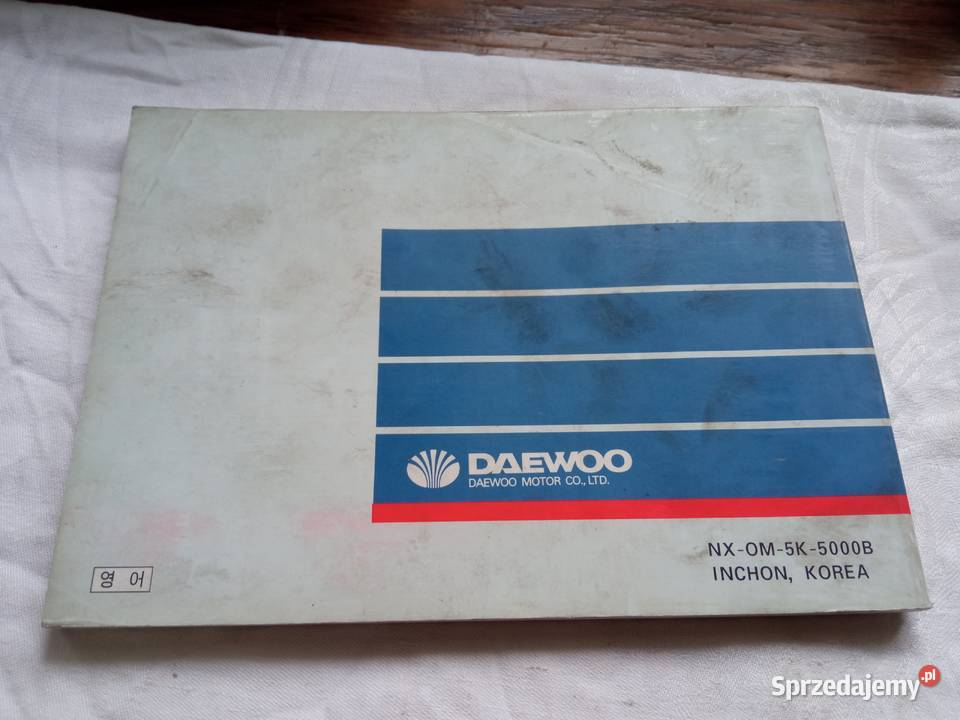 DAEWOO
DAEWOO MOTOR CO., LTD.
NX-OM-5K-5000B
INCHON, KOREA
영 어
Sprzedajemy.pl